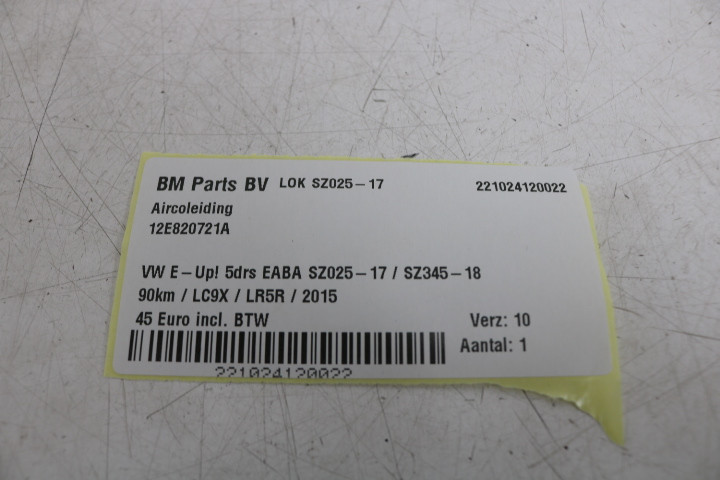 BM Parts BV LOK SZ025-17 221024120022
Aircoleiding
12E820721A
VW E-Up! 5drs EABA SZ025-17 / SZ345-18
90km / LC9X / LR5R / 2015
45 Euro incl. BTW Verz: 10
Aantal: 1
221024120022